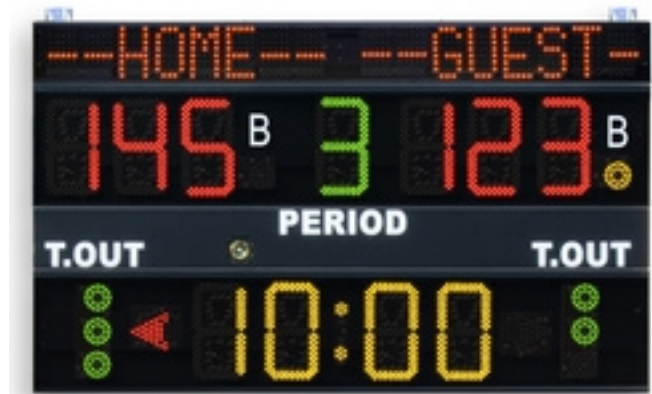 --HOME-- --GUEST-
145 B 3 123 B
PERIOD
T.OUT T.OUT
10:00